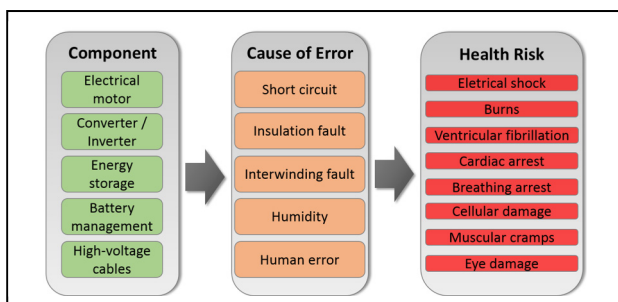 Component
Electrical
motor
Converter /
Inverter
Energy
storage
Battery
management
High-voltage
cables
Cause of Error
Short circuit
Insulation fault
Interwinding fault
Humidity
Human error
Health Risk
Eletrical shock
Burns
Ventricular fibrillation
Cardiac arrest
Breathing arrest
Cellular damage
Muscular cramps
Eye damage